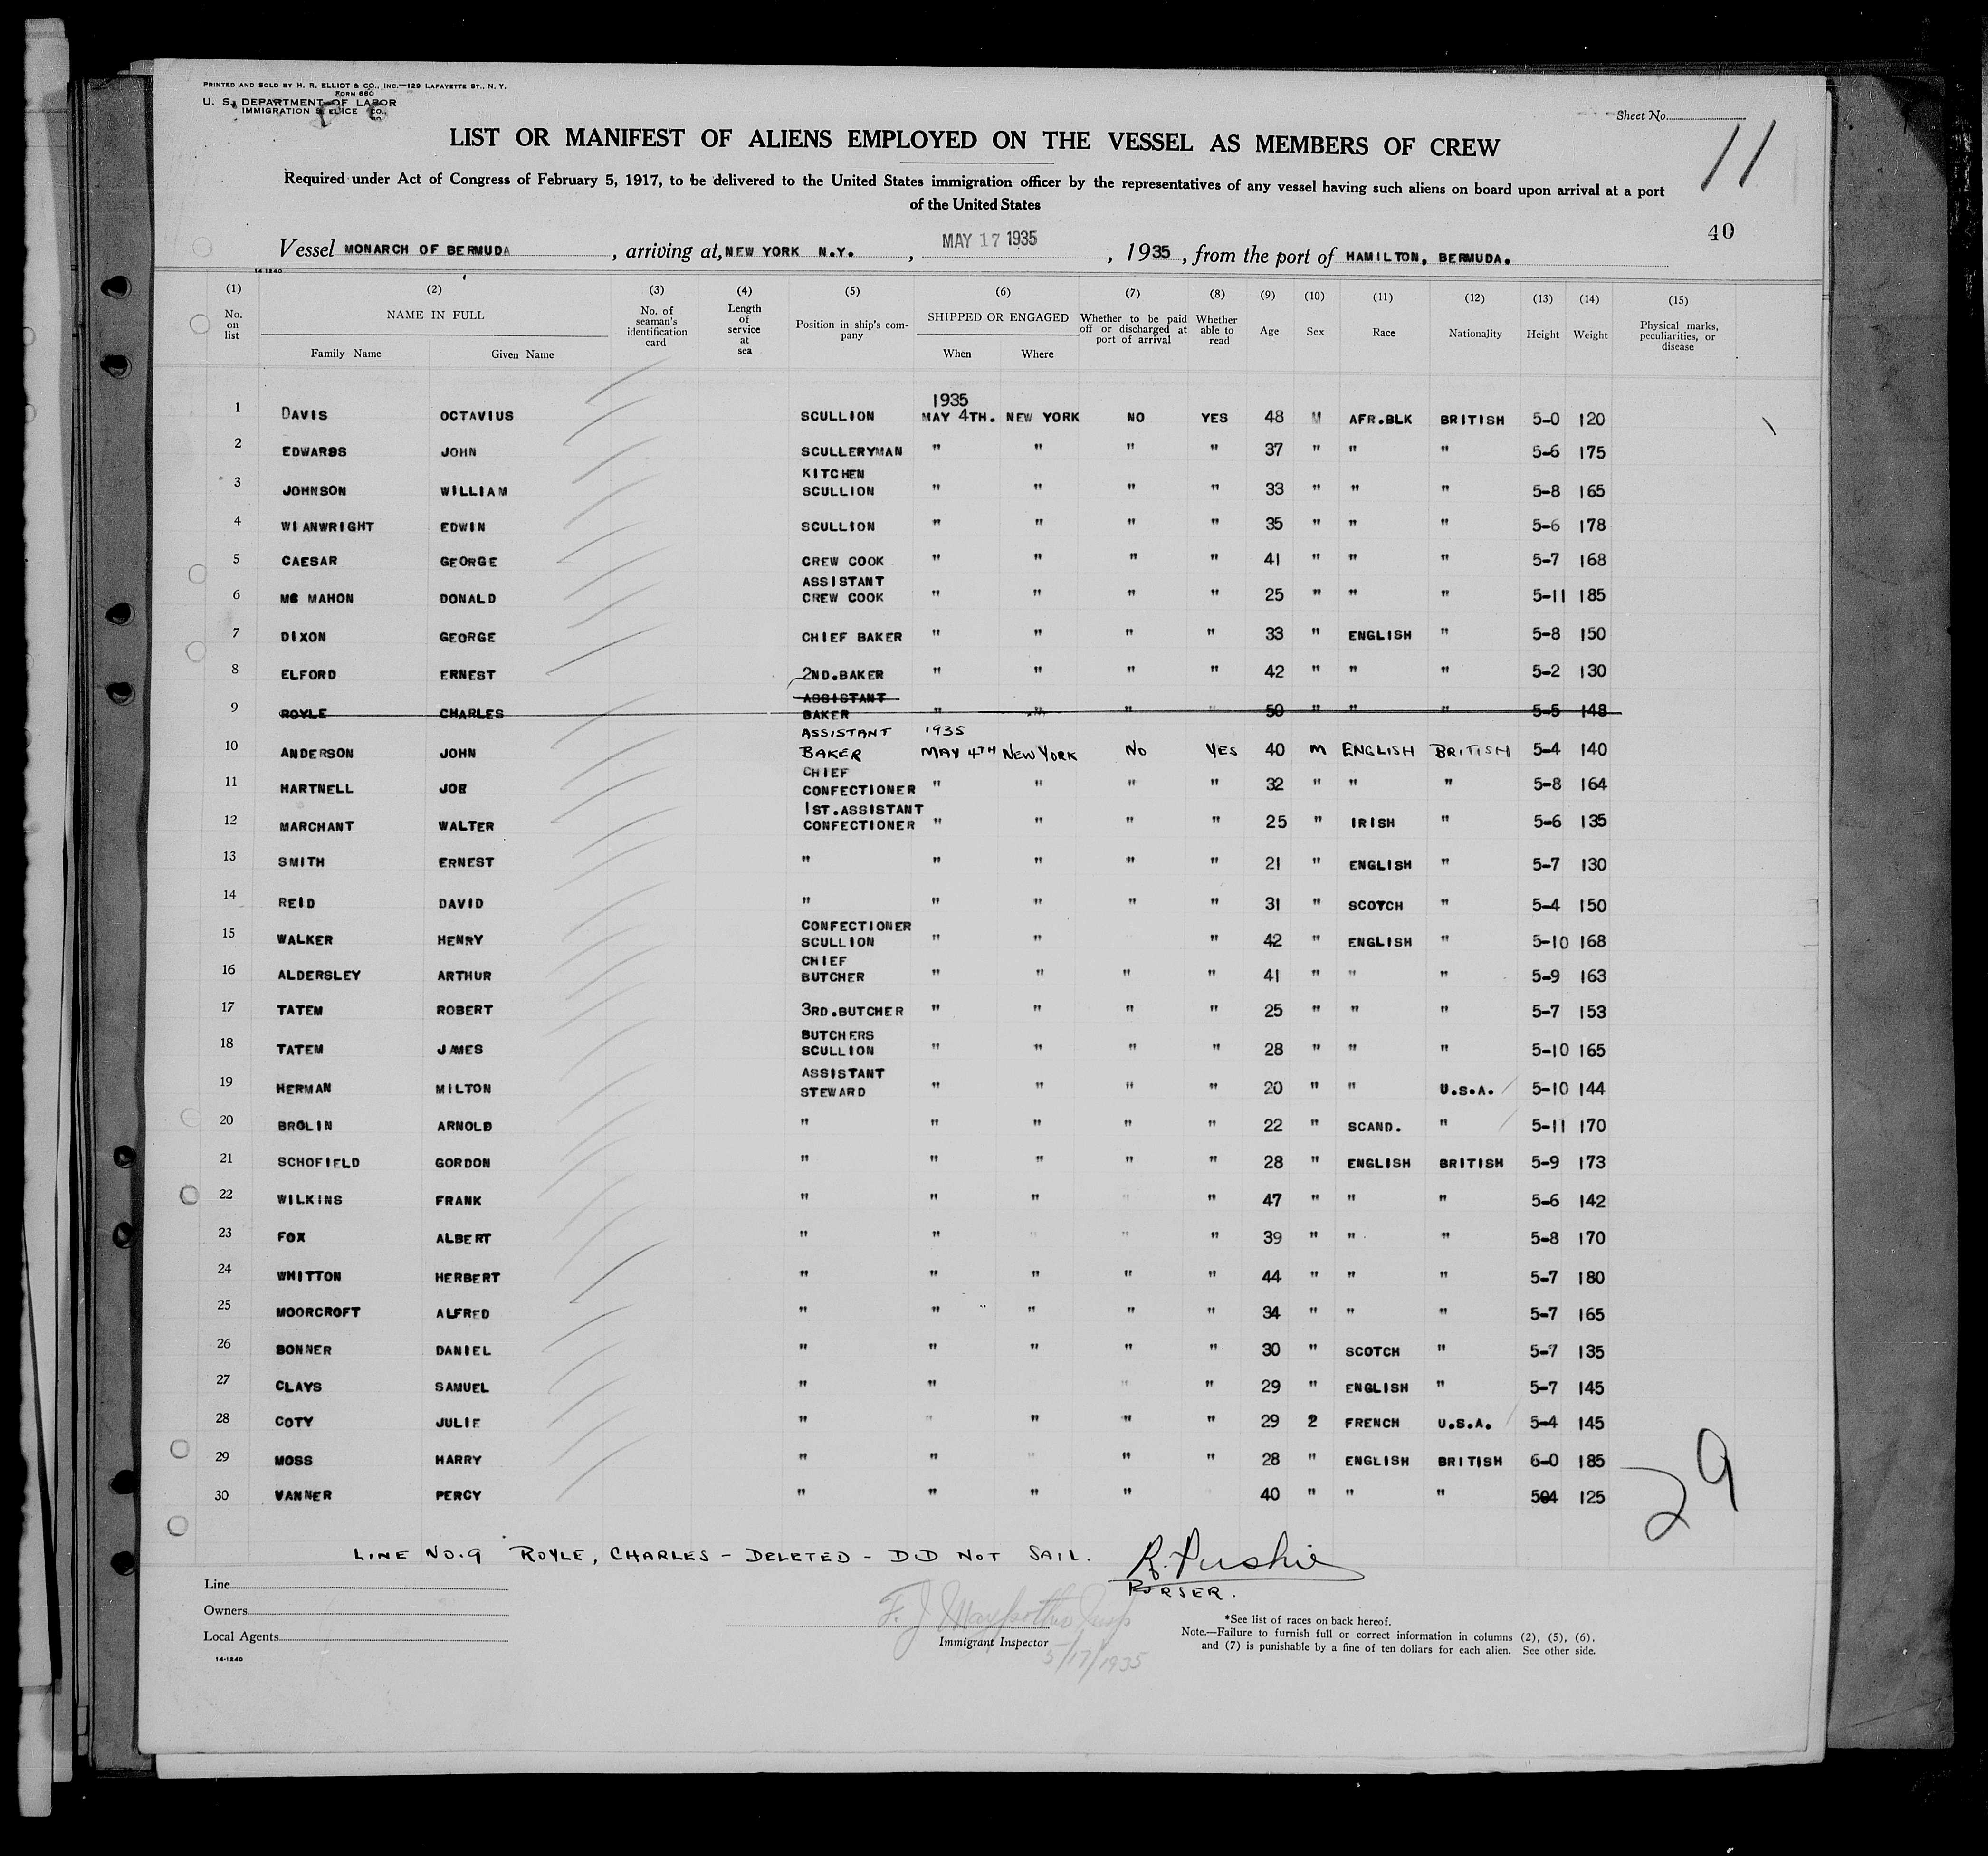 PRINTED AND SOLD BY H. R. ELLIOT & CO., INC.—129 LAFAYETTE ST., N. Y.
FORM 680
U. S. DEPARTMENT OF LABOR
IMMIGRATION
Sheet No.
11
LIST OR MANIFEST OF ALIENS EMPLOYED ON THE VESSEL AS MEMBERS OF CREW
Required under Act of Congress of February 5, 1917, to be delivered to the United States immigration officer by the representatives of any vessel having such aliens on board upon arrival at a port
of the United States
40
Vessel MONARCH OF BERMUDA, arriving at, NEW YORK N.Y., MAY 17 1935, 1935, from the port of HAMILTON, BERMUDA.
14-1240
(1) (2) (3) (4) (5) (6) (7) (8) (9) (10) (11) (12) (13) (14) (15)
No. on list NAME IN FULL Family Name Given Name No. of seaman's identification card Length of service at sea Position in ship's company SHIPPED OR ENGAGED When Where Whether to be paid off or discharged at port of arrival Whether able to read Age Sex Race Nationality Height Weight Physical marks, peculiarities, or disease
1935
1 DAVIS OCTAVIUS SCULLION MAY 4TH. NEW YORK NO YES 48 M AFR.BLK BRITISH 5-0 120
2 EDWARDS JOHN SCULLERYMAN " " " " 37 " " " 5-6 175
KITCHEN
3 JOHNSON WILLIAM SCULLION " " " " 33 " " " 5-8 165
4 WIANWRIGHT EDWIN SCULLION " " " " 35 " " " 5-6 178
5 CAESAR GEORGE CREW COOK " " " " 41 " " " 5-7 168
ASSISTANT
6 MC MAHON DONALD CREW COOK " " " " 25 " " " 5-11 185
7 DIXON GEORGE CHIEF BAKER " " " " 33 " ENGLISH " 5-8 150
8 ELFORD ERNEST 2ND.BAKER " " " " 42 " " " 5-2 130
ASSISTANT
9 ROYLE CHARLES BAKER " " " " 50 " " " 5-5 148
ASSISTANT 1935
10 ANDERSON JOHN BAKER MAY 4TH NEW YORK NO YES 40 M ENGLISH BRITISH 5-4 140
CHIEF
11 HARTNELL JOE CONFECTIONER " " " " 32 " " " 5-8 164
1ST.ASSISTANT
12 MARCHANT WALTER CONFECTIONER " " " " 25 " IRISH " 5-6 135
13 SMITH ERNEST " " " " " 21 " ENGLISH " 5-7 130
14 REID DAVID " " " " " 31 " SCOTCH " 5-4 150
CONFECTIONER
15 WALKER HENRY SCULLION " " " 42 " ENGLISH " 5-10 168
CHIEF
16 ALDERSLEY ARTHUR BUTCHER " " " " 41 " " " 5-9 163
17 TATEM ROBERT 3RD.BUTCHER " " " " 25 " " " 5-7 153
BUTCHERS
18 TATEM JAMES SCULLION " " " " 28 " " " 5-10 165
ASSISTANT
19 HERMAN MILTON STEWARD " " " " 20 " " U.S.A. 5-10 144
20 BROLIN ARNOLD " " " " " 22 " SCAND. " 5-11 170
21 SCHOFIELD GORDON " " " " " 28 " ENGLISH BRITISH 5-9 173
22 WILKINS FRANK " " " " " 47 " " " 5-6 142
23 FOX ALBERT " " " " " 39 " " " 5-8 170
24 WHITTON HERBERT " " " " " 44 " " " 5-7 180
25 MOORCROFT ALFRED " " " " " 34 " " " 5-7 165
26 BONNER DANIEL " " " " " 30 " SCOTCH " 5-7 135
27 CLAYS SAMUEL " " " " 29 " ENGLISH " 5-7 145
28 COTY JULIE " " " " " 29 2 FRENCH U.S.A. 5-4 145
29 MOSS HARRY " " " " " 28 " ENGLISH BRITISH 6-0 185
30 VANNER PERCY " " " " 40 " " " 504 125
29
LINE NO.9 ROYLE, CHARLES - DELETED - DID NOT SAIL.
PURSER.
Line
Owners
Local Agents
14-1240
Immigrant Inspector
5/17/1935
*See list of races on back hereof.
Note.—Failure to furnish full or correct information in columns (2), (5), (6),
and (7) is punishable by a fine of ten dollars for each alien. See other side.